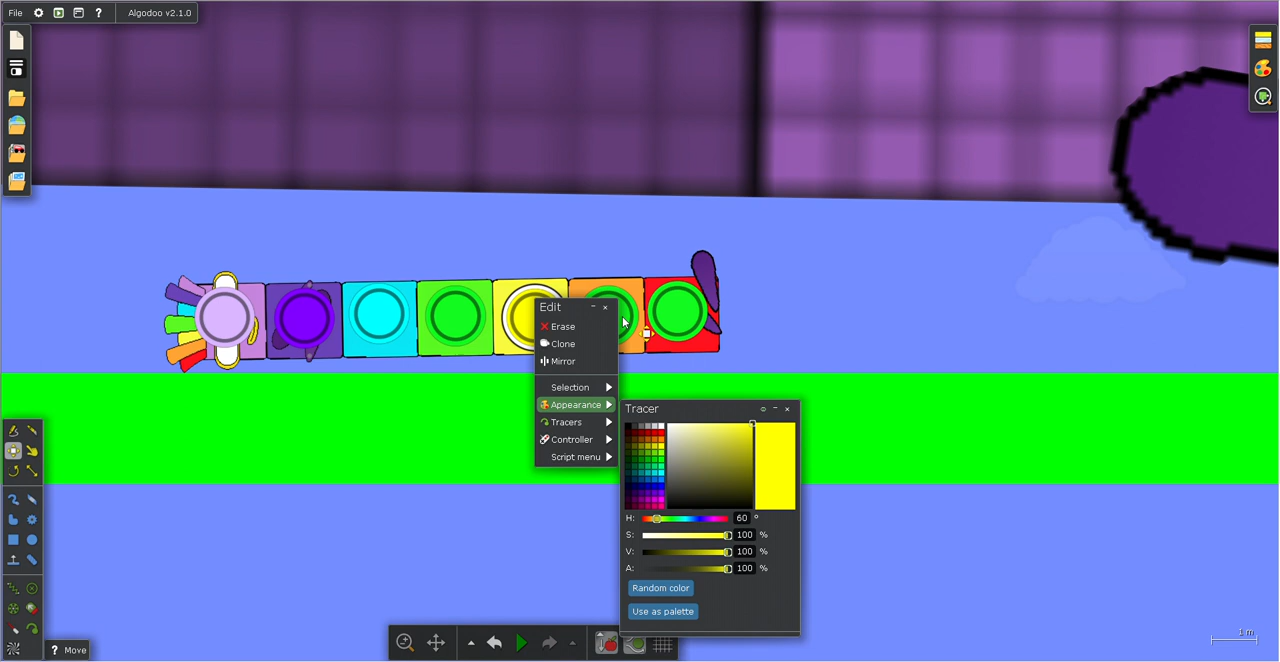 File ? Algodoo v2.1.0
Edit
Erase
Clone
Mirror
Selection
Appearance
Tracers
Controller
Script menu
Tracer
H: 60 °
S: 100 %
V: 100 %
A: 100 %
Random color
Use as palette
? Move
1 m